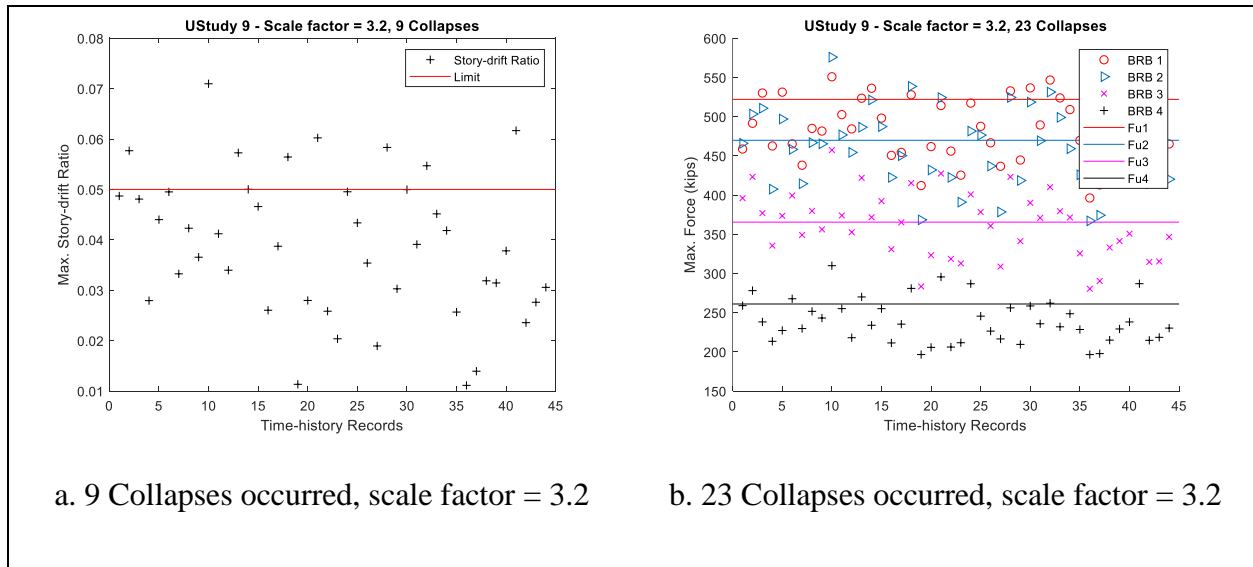 UStudy 9 - Scale factor = 3.2, 9 Collapses
0.08
0.07
0.06
0.05
0.04
0.03
0.02
0.01
Max. Story-drift Ratio
Story-drift Ratio
Limit
0 5 10 15 20 25 30 35 40 45
Time-history Records
UStudy 9 - Scale factor = 3.2, 23 Collapses
600
550
500
450
400
350
300
250
200
150
Max. Force (kips)
BRB 1
BRB 2
BRB 3
BRB 4
Fu1
Fu2
Fu3
Fu4
0 5 10 15 20 25 30 35 40 45
Time-history Records
a. 9 Collapses occurred, scale factor = 3.2
b. 23 Collapses occurred, scale factor = 3.2